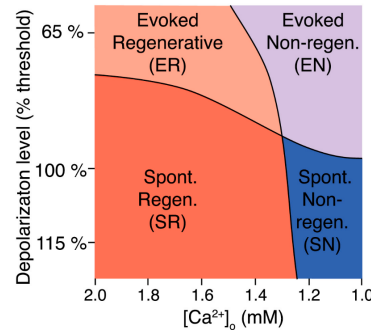 Depolarizaton level (% threshold)
65 %
100 %
115 %
Evoked
Regenerative
(ER)
Evoked
Non-regen.
(EN)
Spont.
Regen.
(SR)
Spont.
Non-
regen.
(SN)
2.0 1.8 1.6 1.4 1.2 1.0
[Ca²⁺]ₒ (mM)